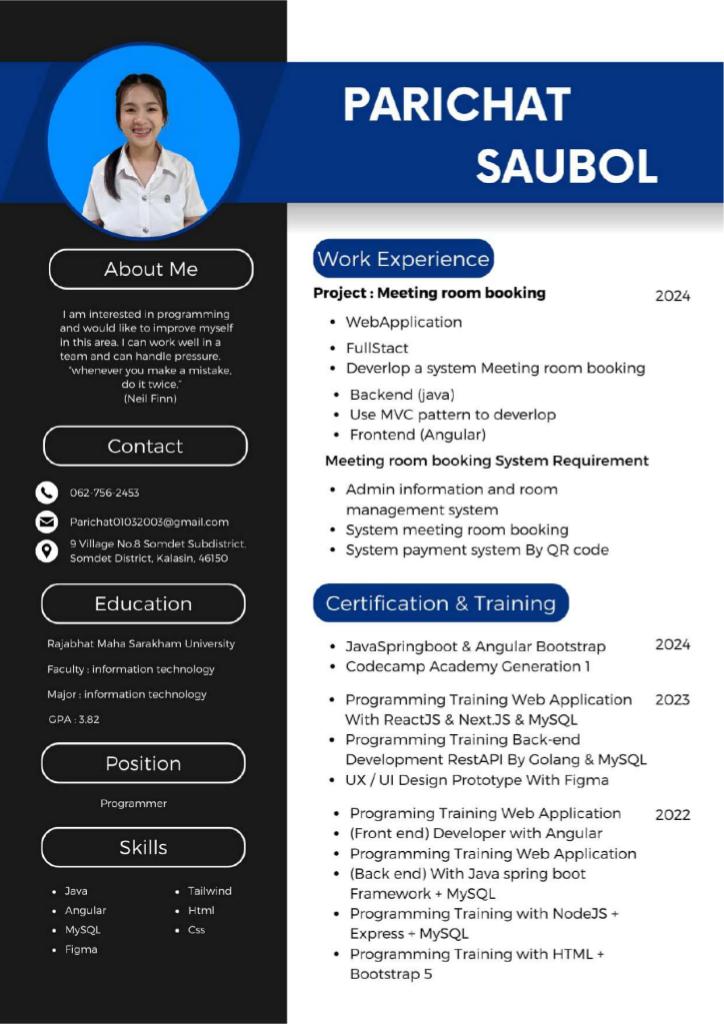 PARICHAT
SAUBOL
About Me
I am interested in programming
and would like to improve myself
in this area. I can work well in a
team and can handle pressure.
"whenever you make a mistake,
do it twice."
(Neil Finn)
Contact
062-756-2453
Parichat01032003@gmail.com
9 Village No.8 Somdet Subdistrict.
Somdet District, Kalasin, 46150
Education
Rajabhat Maha Sarakham University
Faculty : information technology
Major : information technology
GPA : 3.82
Position
Programmer
Skills
• Java
• Angular
• MySQL
• Figma
• Tailwind
• Html
• Css
Work Experience
Project : Meeting room booking 2024
• WebApplication
• FullStact
• Deverlop a system Meeting room booking
• Backend (java)
• Use MVC pattern to develop
• Frontend (Angular)
Meeting room booking System Requirement
• Admin information and room
management system
• System meeting room booking
• System payment system By QR code
Certification & Training
• JavaSpringboot & Angular Bootstrap 2024
• Codecamp Academy Generation 1
• Programming Training Web Application 2023
With ReactJS & Next.JS & MySQL
• Programming Training Back-end
Development RestAPI By Golang & MySQL
• UX / UI Design Prototype With Figma
• Programing Training Web Application 2022
• (Front end) Developer with Angular
• Programming Training Web Application
• (Back end) With Java spring boot
Framework + MySQL
• Programming Training with NodeJS +
Express + MySQL
• Programming Training with HTML +
Bootstrap 5